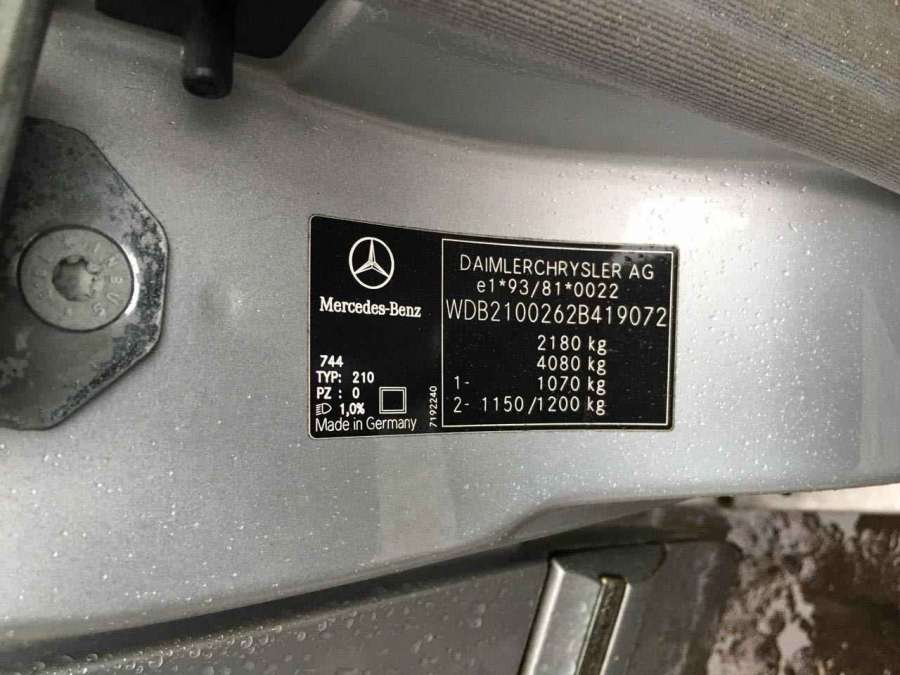 Mercedes-Benz
744
TYP: 210
PZ : 0
1,0%
Made in Germany
7192240
DAIMLERCHRYSLER AG
e1*93/81*0022
WDB2100262B419072
2180 kg
4080 kg
1- 1070 kg
2- 1150/1200 kg